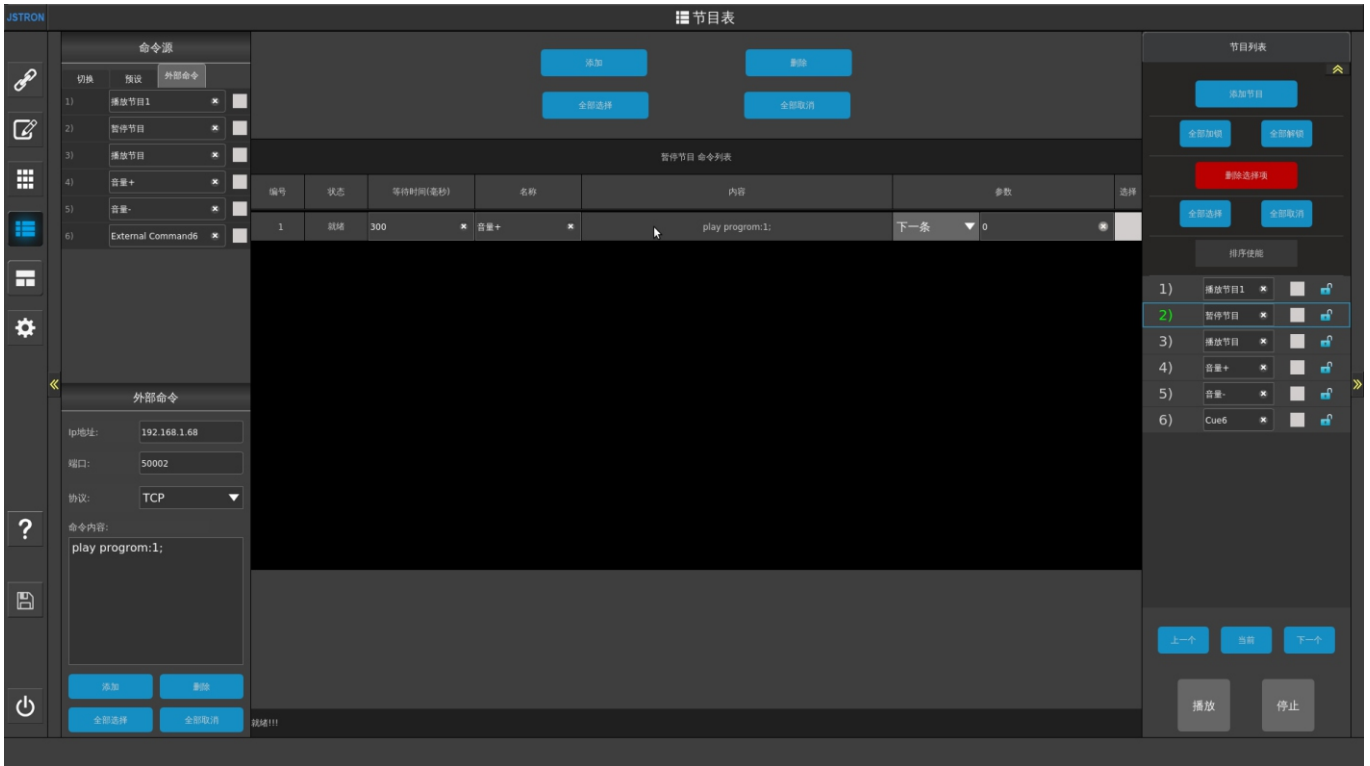 JSTRON
节目表
命令源
切换 预设 外部命令
1) 播放节目1
2) 暂停节目
3) 播放节目
4) 音量+
5) 音量-
6) External Command6
外部命令
Ip地址: 192.168.1.68
端口: 50002
协议: TCP
命令内容:
play progrom:1;
添加 删除
全部选择 全部取消
添加 删除
全部选择 全部取消
暂停节目 命令列表
编号 状态 等待时间(毫秒) 名称 内容 参数 选择
1 就绪 300 音量+ play progrom:1; 下一条 0
就绪!!!
节目列表
添加节目
全部加锁 全部解锁
删除选择项
全部选择 全部取消
排序使能
1) 播放节目1
2) 暂停节目
3) 播放节目
4) 音量+
5) 音量-
6) Cue6
上一个 当前 下一个
播放 停止